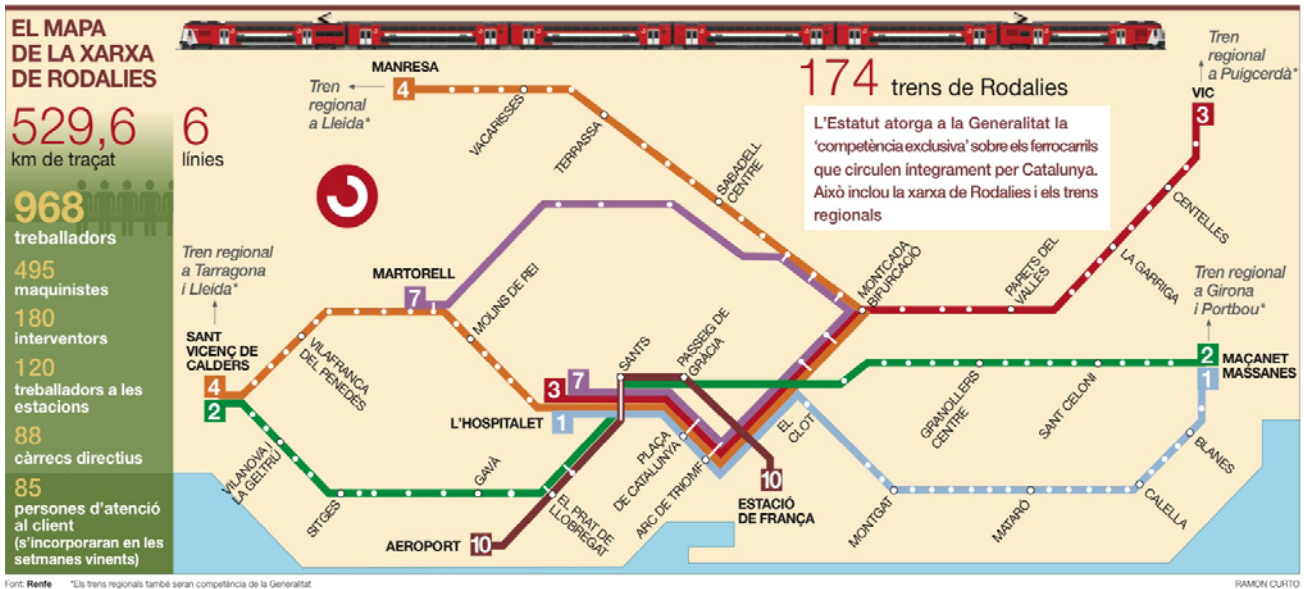 EL MAPA
DE LA XARXA
DE RODALIES
529,6
km de traçat
6
línies
968
treballadors
495
maquinistes
180
interventors
120
treballadors a les
estacions
88
càrrecs directius
85
persones d'atenció
al client
(s'incorporaran en les
setmanes vinents)
174 trens de Rodalies
L'Estatut atorga a la Generalitat la
'competència exclusiva' sobre els ferrocarrils
que circulen íntegrament per Catalunya.
Això inclou la xarxa de Rodalies i els trens
regionals
Tren
regional
a Lleida*
MANRESA
4
VACARISSES
TERRASSA
SABADELL
CENTRE
Tren
regional
a Puigcerdà*
VIC
3
CENTELLES
LA GARRIGA
PARETS DEL
VALLÈS
MONTCADA
BIFURCACIÓ
Tren regional
a Tarragona
i Lleida*
SANT
VICENÇ DE
CALDERS
4
2
VILAFRANCA
DEL PENEDÈS
MARTORELL
7
MOLINS DE REI
Tren regional
a Girona
i Portbou*
2
1
MAÇANET
MASSANES
SANTS
PASSEIG DE
GRÀCIA
3
7
L'HOSPITALET
1
PLAÇA
DE CATALUNYA
ARC DE TRIOMF
EL
CLOT
GRANOLLERS
CENTRE
SANT CELONI
BLANES
CALELLA
MATARÓ
MONTGAT
VILANOVA I
LA GELTRÚ
SITGES
GAVÀ
EL PRAT DE
LLOBREGAT
AEROPORT
10
10
ESTACIÓ
DE FRANÇA
Font: Renfe
*Els trens regionals també seran competència de la Generalitat
RAMON CURTO